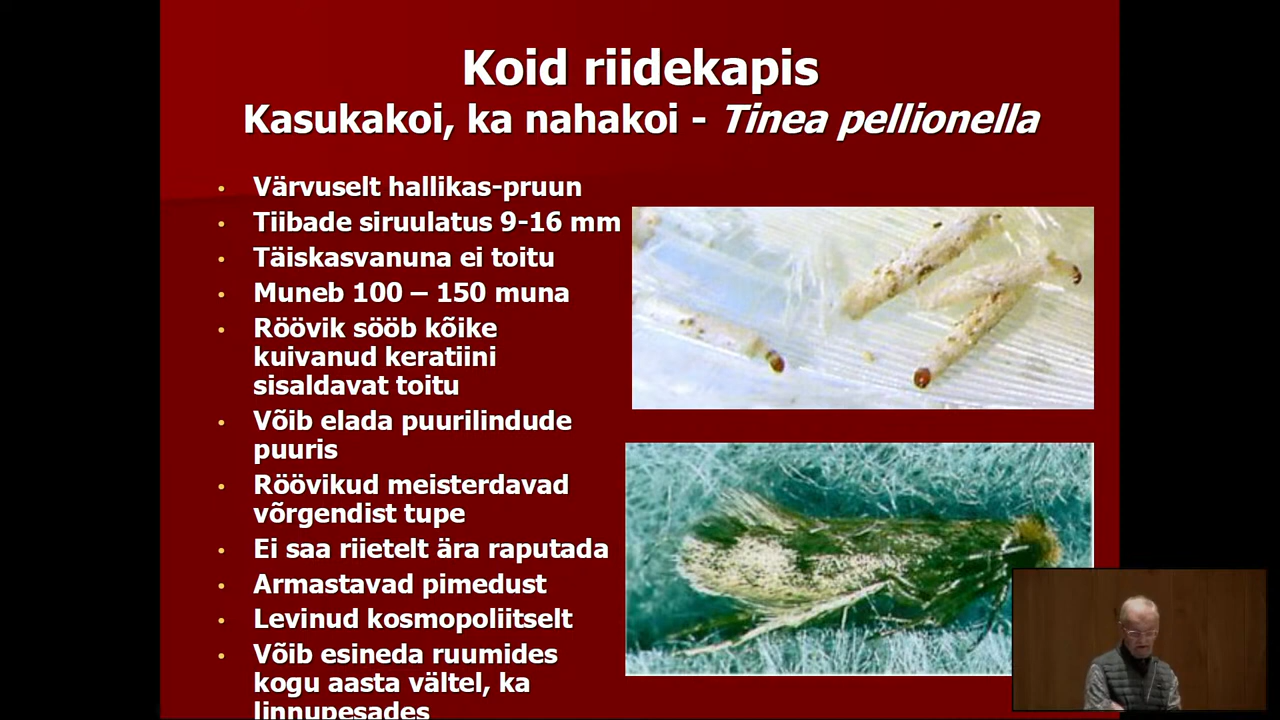 Koid riidekapis
Kasukakoi, ka nahakoi - Tinea pellionella
• Värvuselt hallikas-pruun
• Tiibade siruulatus 9-16 mm
• Täiskasvanuna ei toitu
• Muneb 100 – 150 muna
• Röövik sööb kõike
kuivanud keratiini
sisaldavat toitu
• Võib elada puurilindude
puuris
• Röövikud meisterdavad
võrgendist tupe
• Ei saa riietelt ära raputada
• Armastavad pimedust
• Levinud kosmopoliitselt
• Võib esineda ruumides
kogu aasta vältel, ka
linnupesades